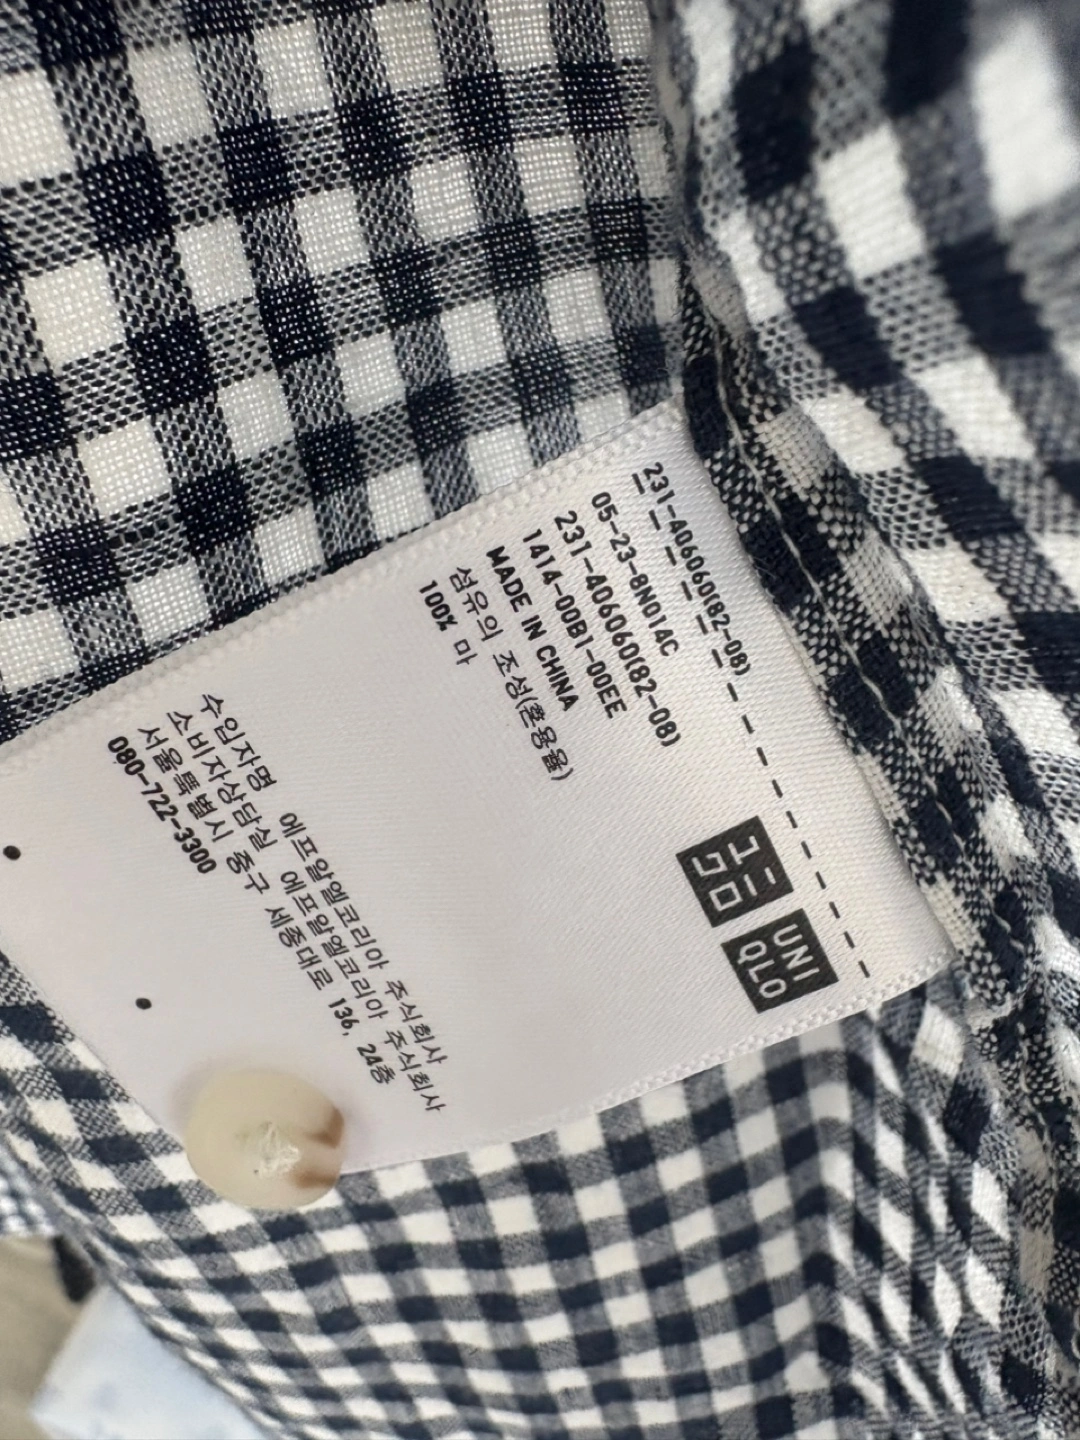 231-406060(82-08)
05-23-8N014C
231-406060(82-08)
1414-00B1-00EE
MADE IN CHINA
섬유의 조성(혼용율)
100% 마
ユニ
クロ
UNI
QLO
수입자명 에프알엘코리아 주식회사
소비자상담실 에프알엘코리아 주식회사
서울특별시 중구 세종대로 136, 24층
080-722-3300